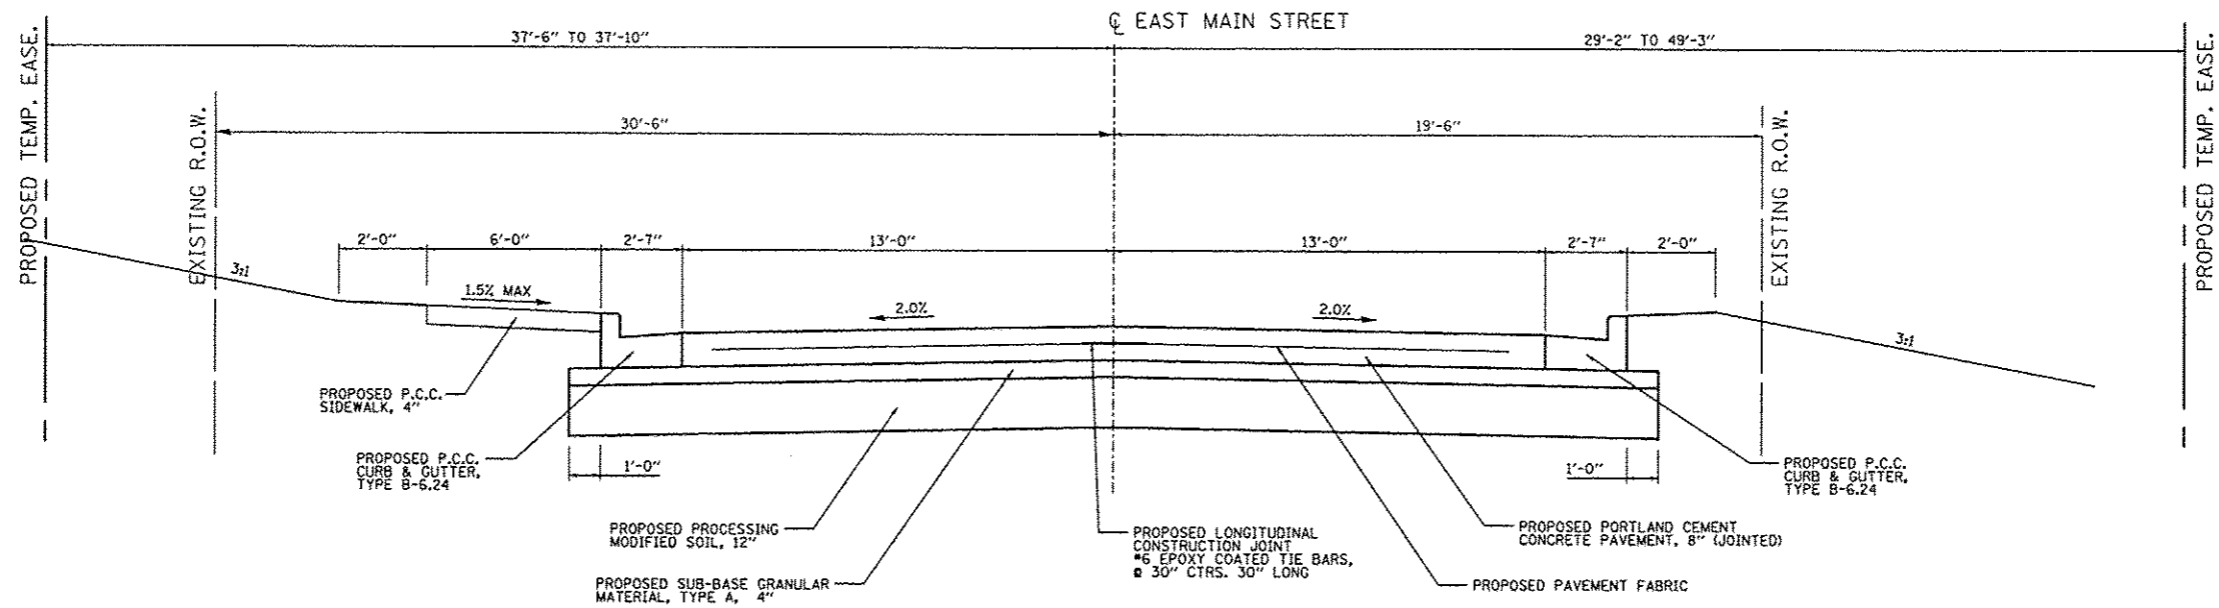 ℄ EAST MAIN STREET
37'-6" TO 37'-10"
29'-2" TO 49'-3"
PROPOSED TEMP. EASE.
EXISTING R.O.W.
30'-6"
19'-6"
EXISTING R.O.W.
PROPOSED TEMP. EASE.
2'-0"
6'-0"
2'-7"
13'-0"
13'-0"
2'-7"
2'-0"
3:1
1.5% MAX
2.0%
2.0%
3:1
PROPOSED P.C.C.
SIDEWALK, 4"
PROPOSED P.C.C.
CURB & GUTTER,
TYPE B-6.24
1'-0"
1'-0"
PROPOSED P.C.C.
CURB & GUTTER,
TYPE B-6.24
PROPOSED PROCESSING
MODIFIED SOIL, 12"
PROPOSED SUB-BASE GRANULAR
MATERIAL, TYPE A, 4"
PROPOSED LONGITUDINAL
CONSTRUCTION JOINT
#6 EPOXY COATED TIE BARS,
@ 30" CTRS. 30" LONG
PROPOSED PORTLAND CEMENT
CONCRETE PAVEMENT, 8" (JOINTED)
PROPOSED PAVEMENT FABRIC